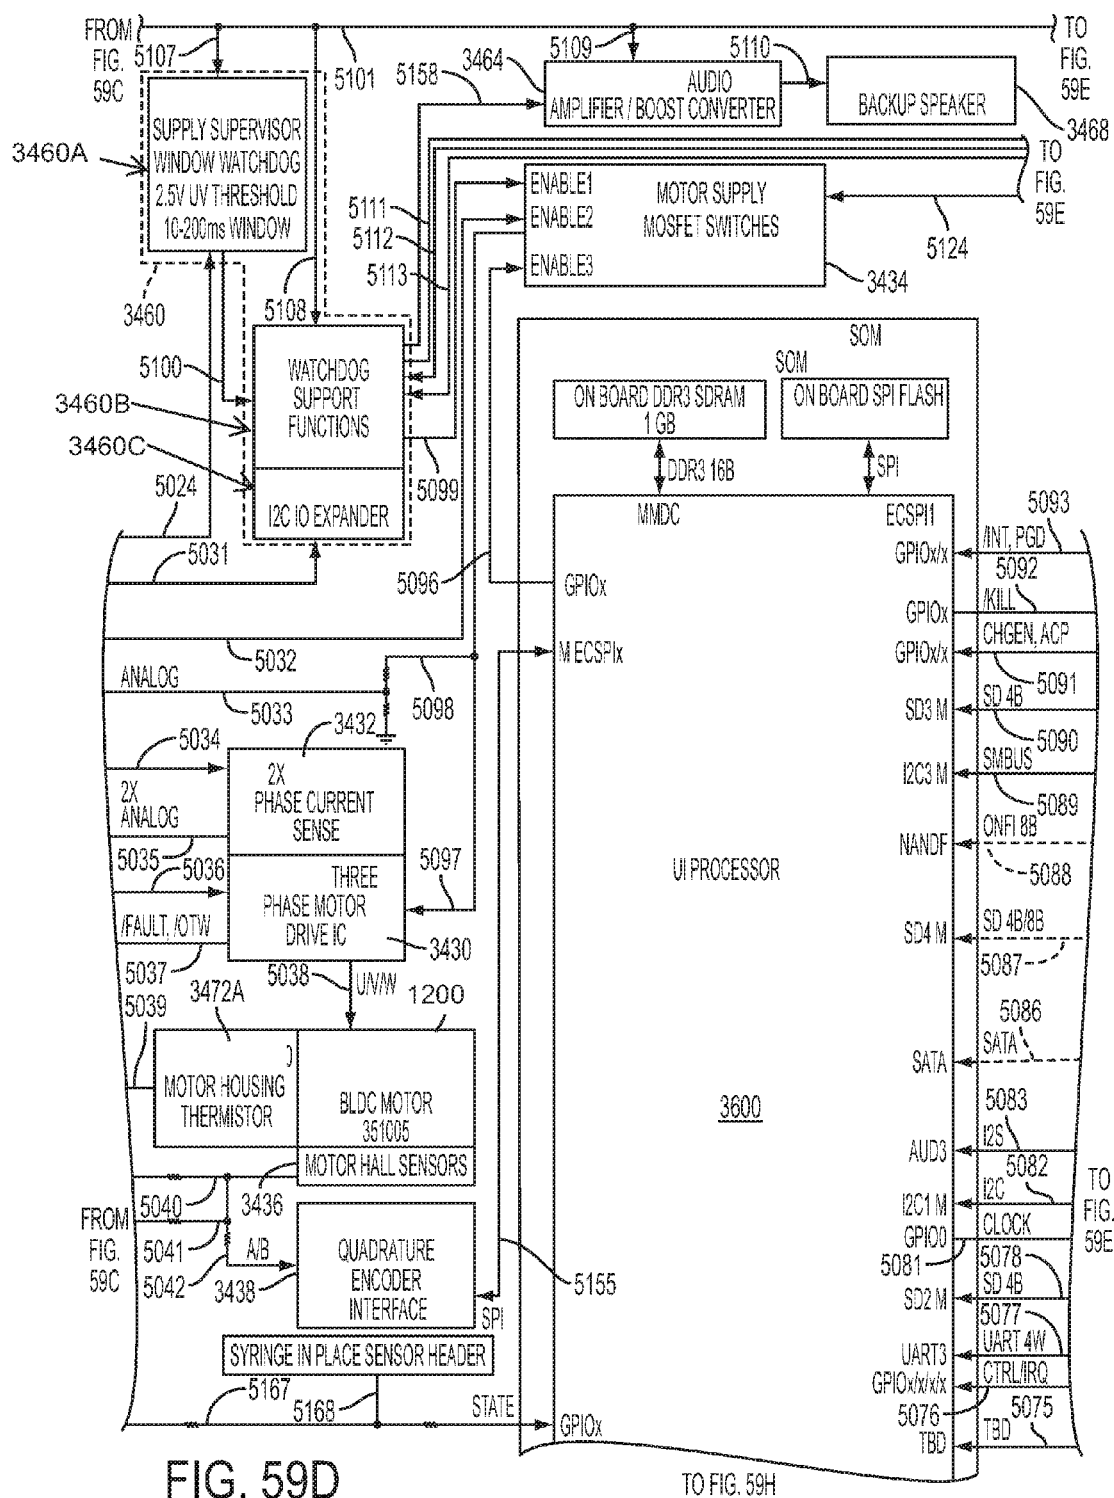 FROM
FIG.
59C
5107
5101
5109
5110
TO
FIG.
59E
3464
5158
AUDIO
AMPLIFIER / BOOST CONVERTER
BACKUP SPEAKER
3468
3460A
SUPPLY SUPERVISOR
WINDOW WATCHDOG
2.5V UV THRESHOLD
10-200ms WINDOW
TO
FIG.
59E
5111
5112
5113
ENABLE1
ENABLE2
ENABLE3
MOTOR SUPPLY
MOSFET SWITCHES
5124
3434
3460
5108
5100
3460B
3460C
WATCHDOG
SUPPORT
FUNCTIONS
I2C IO EXPANDER
5099
5024
5031
5096
5032
ANALOG
5033
5098
SOM
SOM
ON BOARD DDR3 SDRAM
1 GB
ON BOARD SPI FLASH
DDR3 16B
SPI
MMDC
ECSPI1
GPIOx
M ECSPIx
GPIOx/x
/INT, PGD
5093
5092
GPIOx
/KILL
GPIOx/x
CHGEN, ACP
5091
SD3 M
SD 4B
5090
I2C3 M
SMBUS
5089
NANDF
ONFI 8B
5088
SD4 M
SD 4B/8B
5087
5086
SATA
SATA
UI PROCESSOR
3600
5083
AUD3
I2S
5082
I2C1 M
I2C
GPIO0
CLOCK
5081
5078
SD2 M
SD 4B
5077
UART3
UART 4W
GPIOx/x/x/x
CTRL/IRQ
5076
5075
TBD
TBD
TO
FIG.
59E
5034
3432
2X
ANALOG
2X
PHASE CURRENT
SENSE
5035
5036
5097
THREE
PHASE MOTOR
DRIVE IC
/FAULT, /OTW
3430
5037
5038
U/V/W
5039
3472A
1200
)
MOTOR HOUSING
THERMISTOR
BLDC MOTOR
351005
MOTOR HALL SENSORS
5040
3436
FROM
FIG.
59C
5041
5042
A/B
3438
QUADRATURE
ENCODER
INTERFACE
SPI
5155
SYRINGE IN PLACE SENSOR HEADER
5167
5168
STATE
GPIOx
FIG. 59D
TO FIG. 59H